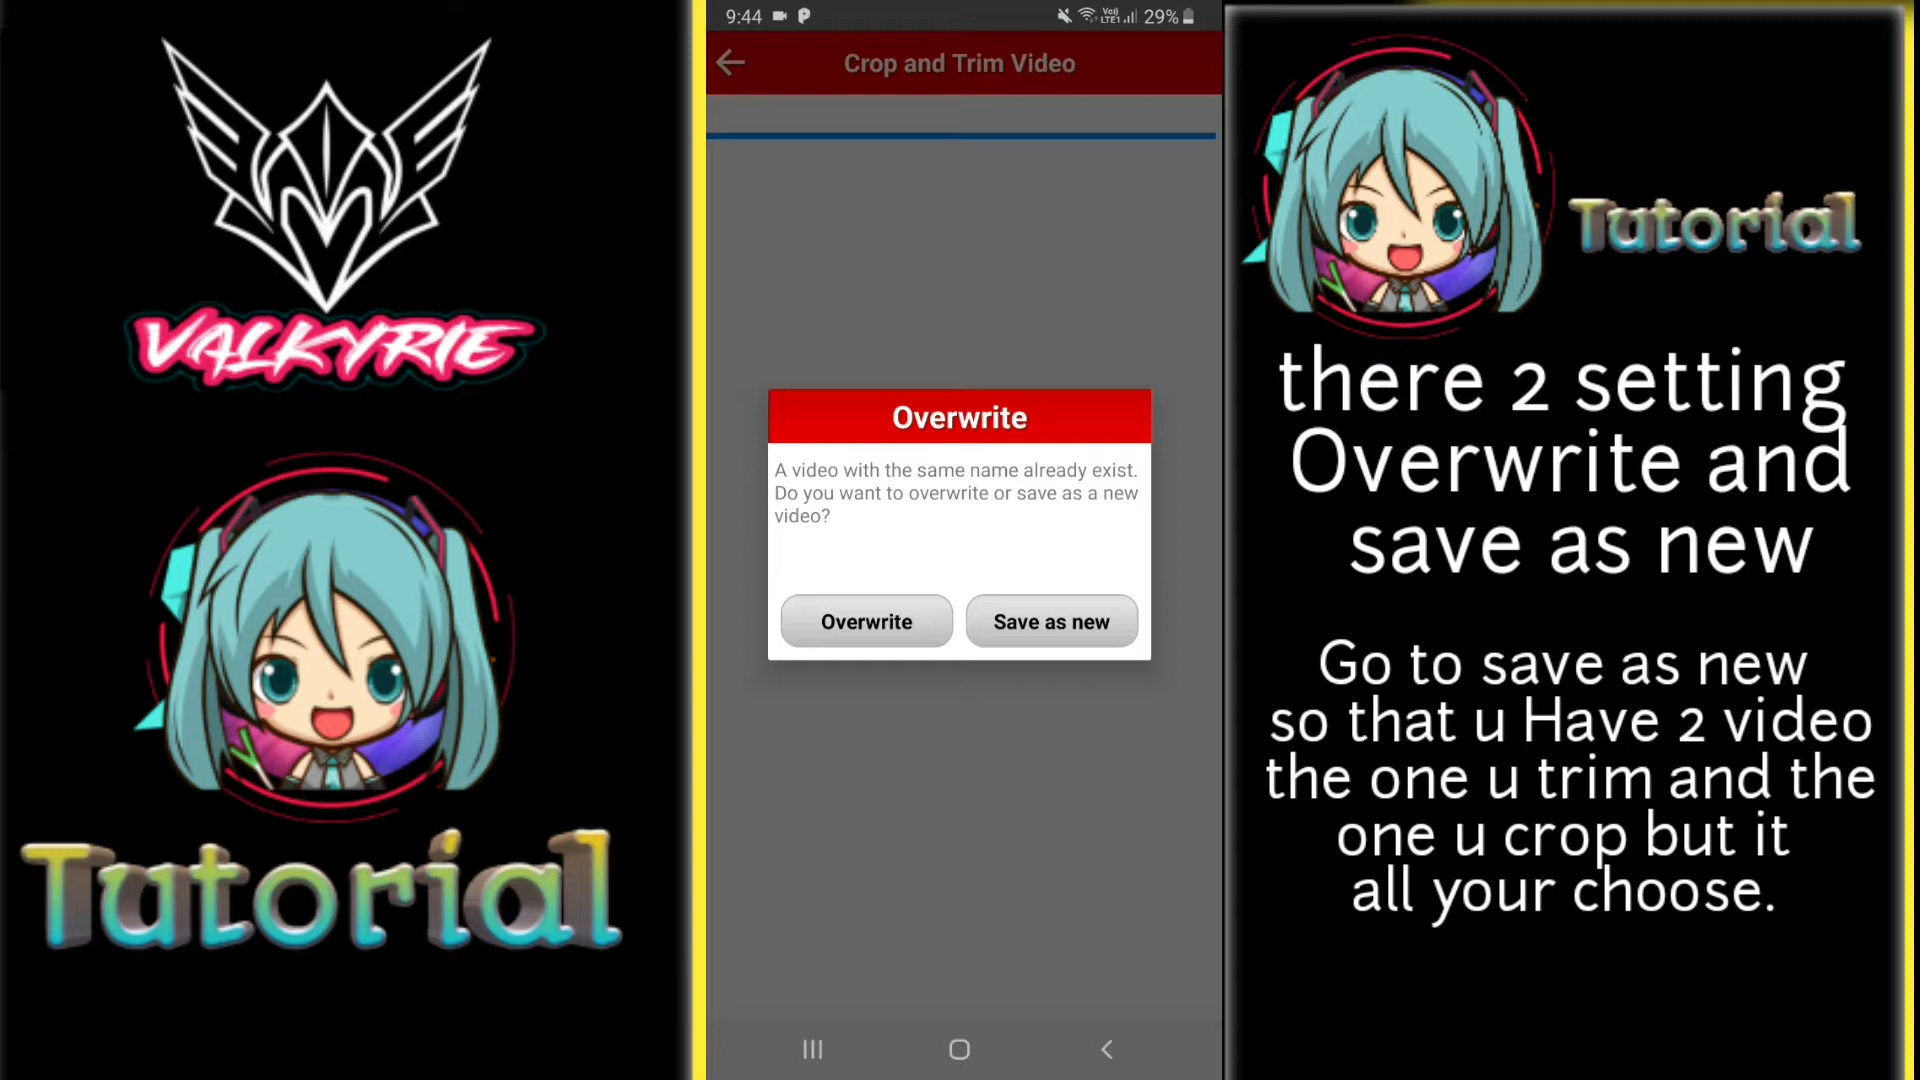 VALKYRIE
Tutorial
9:44
Vo)
LTE1
29%
Crop and Trim Video
Overwrite
A video with the same name already exist.
Do you want to overwrite or save as a new
video?
Overwrite
Save as new
Tutorial
there 2 setting
Overwrite and
save as new
Go to save as new
so that u Have 2 video
the one u trim and the
one u crop but it
all your choose.